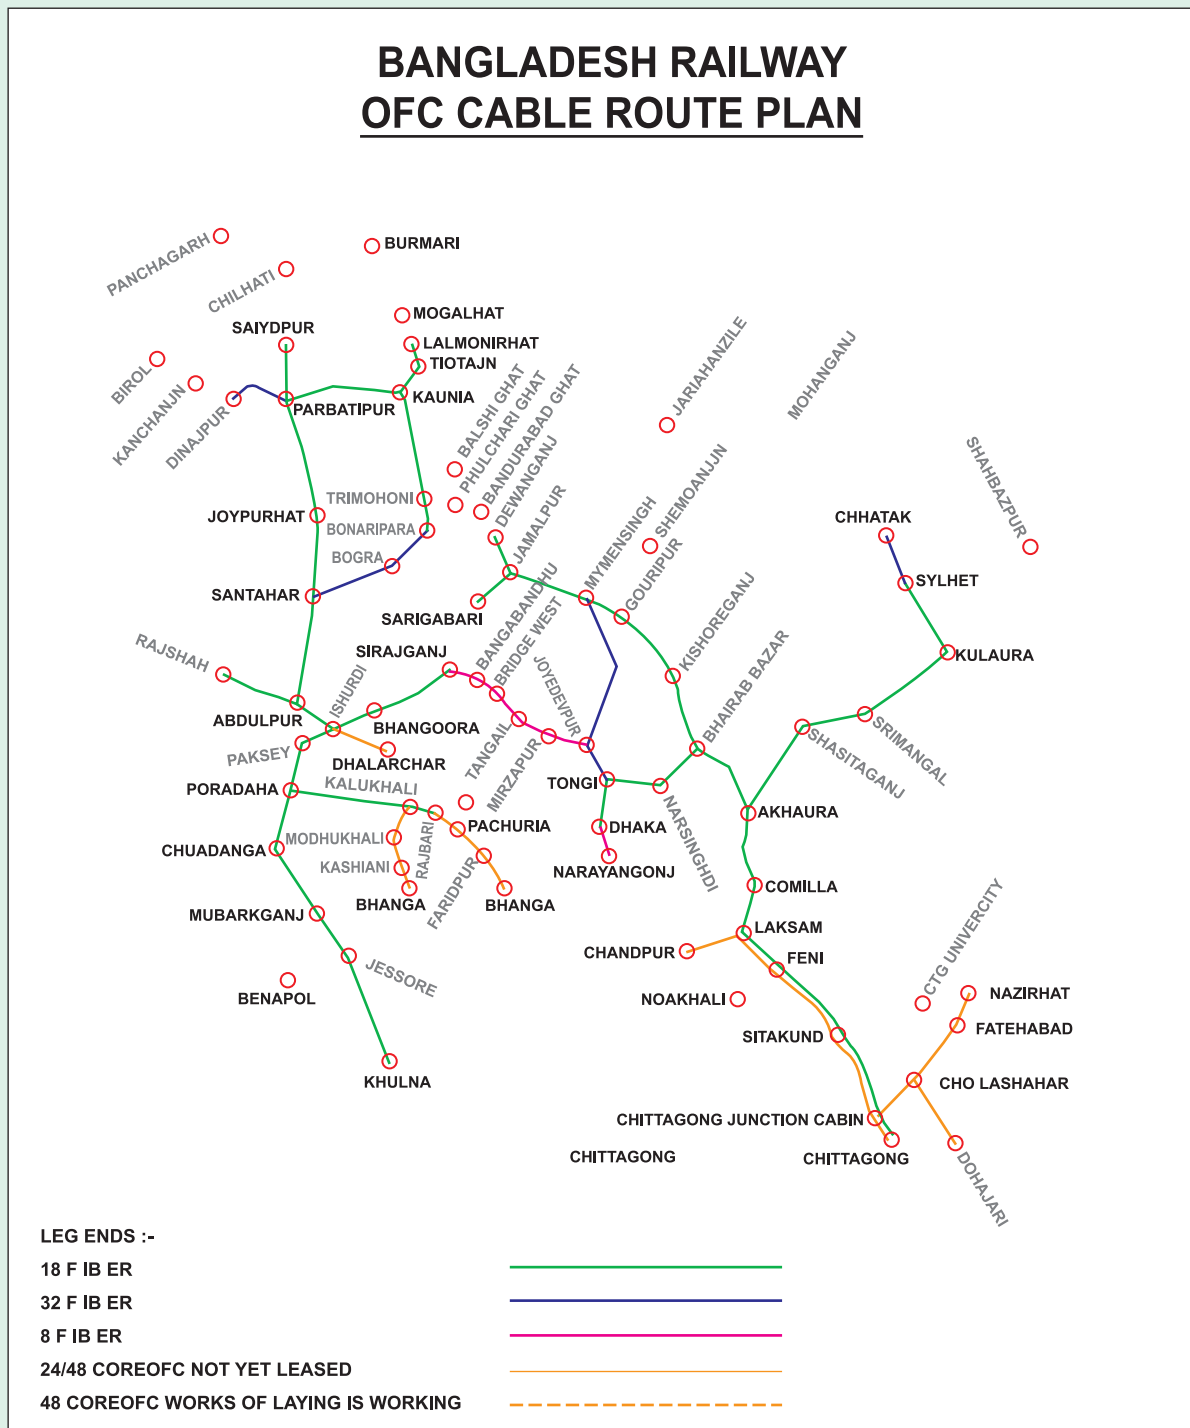 BANGLADESH RAILWAY
OFC CABLE ROUTE PLAN
PANCHAGARH
BURMARI
CHILHATI
MOGALHAT
SAIYDPUR
LALMONIRHAT
TIOTAJN
BIROL
KANCHANJN
DINAJPUR
PARBATIPUR
KAUNIA
BALSHI GHAT
PHULCHARI GHAT
BANDURABAD GHAT
DEWANGANJ
JARIAHANZILE
MOHANGANJ
SHAHBAZPUR
TRIMOHONI
JOYPURHAT
BONARIPARA
BOGRA
JAMALPUR
MYMENSINGH
SHEMOANJJN
GOURIPUR
CHHATAK
SYLHET
SANTAHAR
SARIGABARI
KISHOREGANJ
RAJSHAH
SIRAJGANJ
BANGABANDHU
BRIDGE WEST
JOYEDEVPUR
BHAIRAB BAZAR
KULAURA
ABDULPUR
ISHURDI
BHANGOORA
TANGAIL
MIRZAPUR
SRIMANGAL
SHASITAGANJ
PAKSEY
DHALARCHAR
PORADAHA
KALUKHALI
TONGI
NARSINGHDI
AKHAURA
MODHUKHALI
RAJBARI
PACHURIA
DHAKA
CHUADANGA
KASHIANI
FARIDPUR
NARAYANGONJ
BHANGA
BHANGA
COMILLA
MUBARKGANJ
LAKSAM
JESSORE
CHANDPUR
FENI
CTG UNIVERCITY
BENAPOL
NOAKHALI
NAZIRHAT
SITAKUND
FATEHABAD
KHULNA
CHO LASHAHAR
CHITTAGONG JUNCTION CABIN
CHITTAGONG
CHITTAGONG
DOHAJARI
LEG ENDS :-
18 F IB ER
32 F IB ER
8 F IB ER
24/48 COREOFC NOT YET LEASED
48 COREOFC WORKS OF LAYING IS WORKING